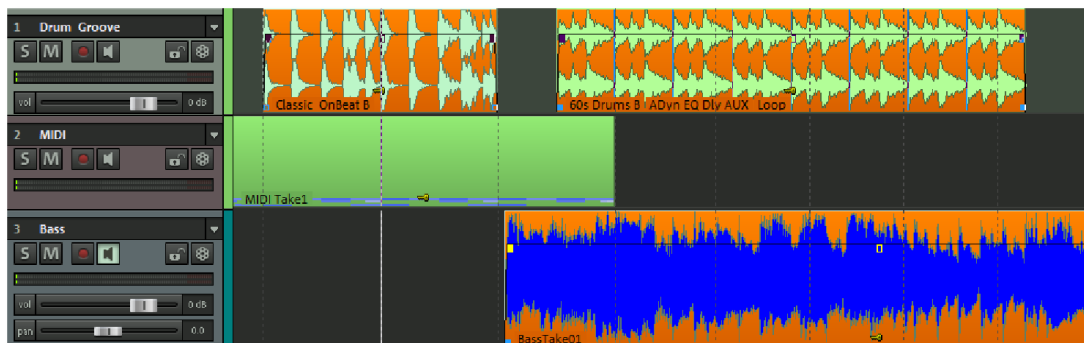 1 Drum Groove
S M
vol 0 dB
Classic OnBeat B
60s Drums B ADyn EQ Dly AUX Loop
2 MIDI
S M
MIDI Take1
3 Bass
S M
vol 0 dB
pan 0.0
BassTake01